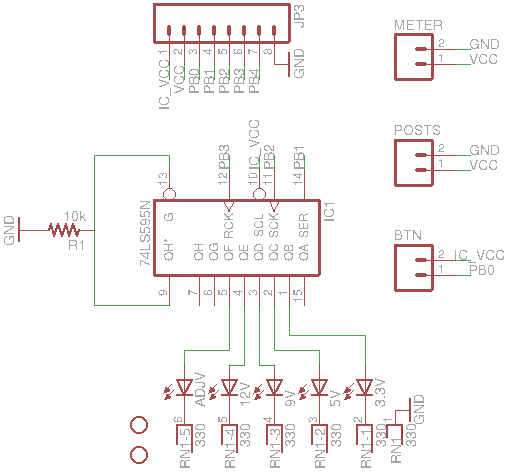 JP3
1 2 3 4 5 6 7 8
IC_VCC VCC PB0 PB1 PB2 PB3 PB4 GND
METER
2 GND
1 VCC
POSTS
2 GND
1 VCC
BTN
2 IC_VCC
1 PB0
PB3 IC_VCC PB2 PB1
13 12 10 11 14
74LS595N
G RCK SCL SCK SER
QH* QH QG QF QE QD QC QB QA
IC1
9 7 6 5 4 3 2 1 15
GND
10k
R1
ADJV 12V 9V 5V 3.3V
6 5 4 3 2 1
GND
RN1-5 330 RN1-4 330 RN1-3 330 RN1-2 330 RN1-1 330 RN1 330